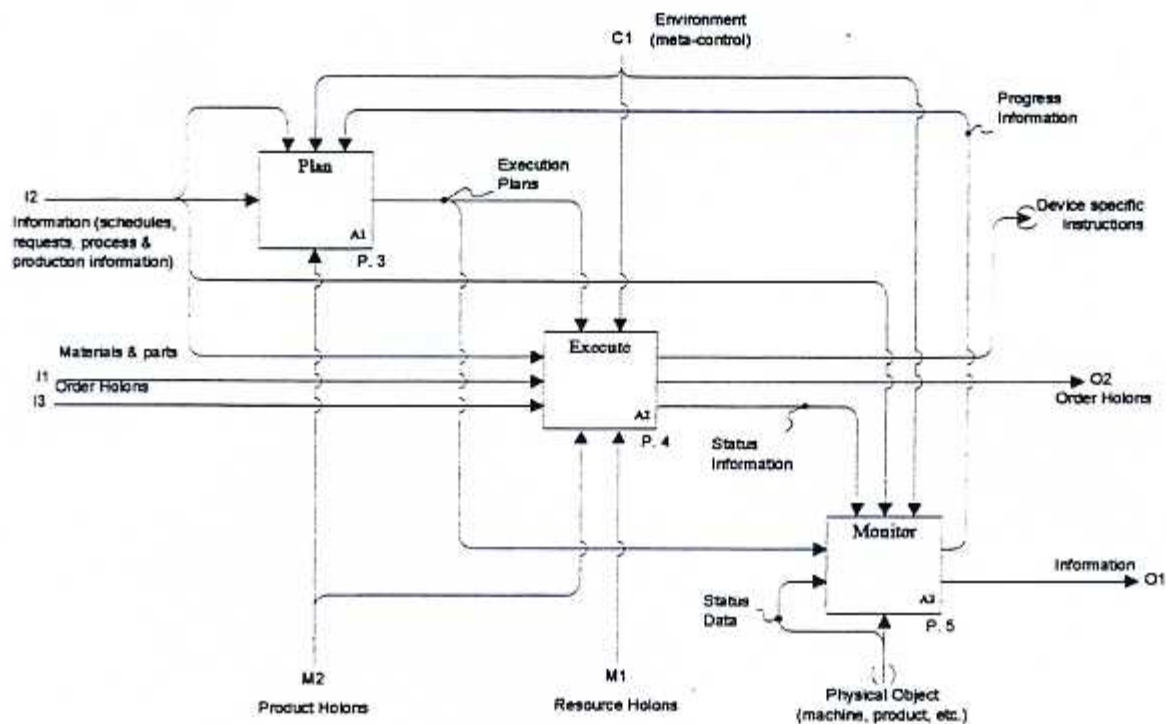 Environment
C1 (meta-control)
Progress
Information
Plan
Execution
Plans
I2
Device specific
Instructions
Information (schedules,
requests, process &
production information)
A1
P. 3
Execute
Materials & parts
I1
Order Holons
O2
Order Holons
I3
A2
P. 4
Status
Information
Monitor
Information
O1
Status
Data
A3
P. 5
M2
M1
Product Holons
Resource Holons
Physical Object
(machine, product, etc.)